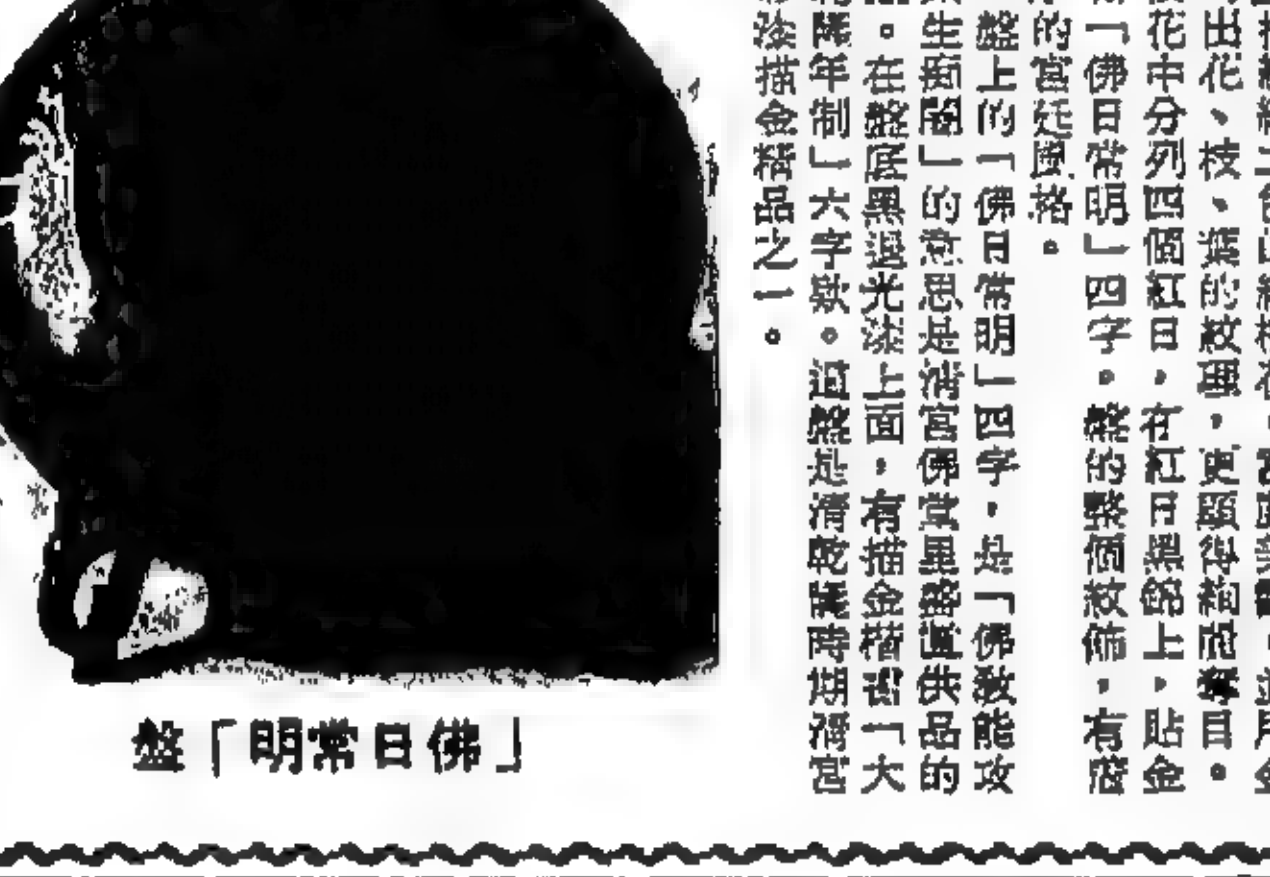 出花、枝、葉的紋理，更顯得絢麗奪目。
花中分列四個紅日，在紅日黑飾上，貼金
「佛日常明」四字。盤的整個紋飾，有
的宮廷風格。
盤上的「佛日常明」四字，是「佛教能攻
生痴闇」的意思是清宮佛堂里盛置供品的
。在盤底黑退光漆上面，有描金楷書「大
隆年制」六字款。這盤是清乾隆時期清宮
漆描金精品之一。
盤「明常日佛」